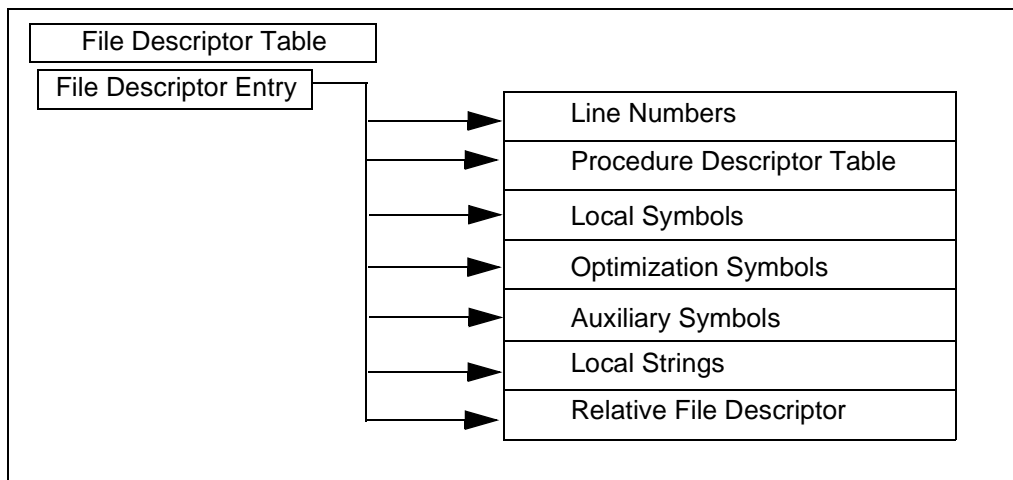 File Descriptor Table
File Descriptor Entry
Line Numbers
Procedure Descriptor Table
Local Symbols
Optimization Symbols
Auxiliary Symbols
Local Strings
Relative File Descriptor